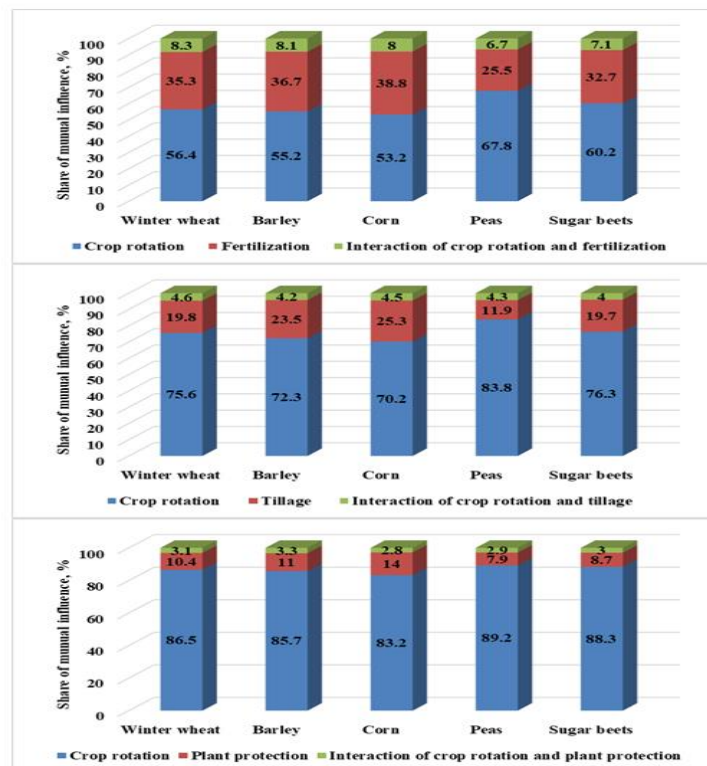 Share of munual influence, %
100
90
80
70
60
50
40
30
20
10
0
8.3 8.1 8 6.7 7.1
35.3 36.7 38.8 25.5 32.7
56.4 55.2 53.2 67.8 60.2
Winter wheat Barley Corn Peas Sugar beets
Crop rotation Fertilization Interaction of crop rotation and fertilization
Share of munual influence, %
100
90
80
70
60
50
40
30
20
10
0
4.6 4.2 4.5 4.3 4
19.8 23.5 25.3 11.9 19.7
75.6 72.3 70.2 83.8 76.3
Winter wheat Barley Corn Peas Sugar beets
Crop rotation Tillage Interaction of crop rotation and tillage
Share of munual influence, %
100
80
60
40
20
0
3.1 3.3 2.8 2.9 3
10.4 11 14 7.9 8.7
86.5 85.7 83.2 89.2 88.3
Winter wheat Barley Corn Peas Sugar beets
Crop rotation Plant protection Interaction of crop rotation and plant protection